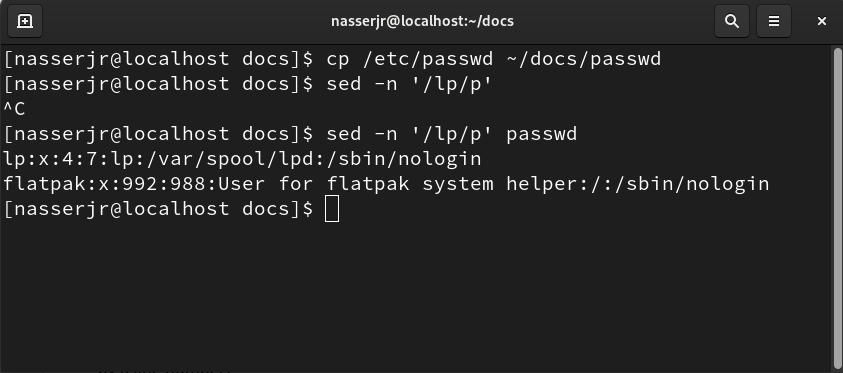 nasserjr@localhost:~/docs
[nasserjr@localhost docs]$ cp /etc/passwd ~/docs/passwd
[nasserjr@localhost docs]$ sed -n '/lp/p'
^C
[nasserjr@localhost docs]$ sed -n '/lp/p' passwd
lp:x:4:7:lp:/var/spool/lpd:/sbin/nologin
flatpak:x:992:988:User for flatpak system helper:/:/sbin/nologin
[nasserjr@localhost docs]$